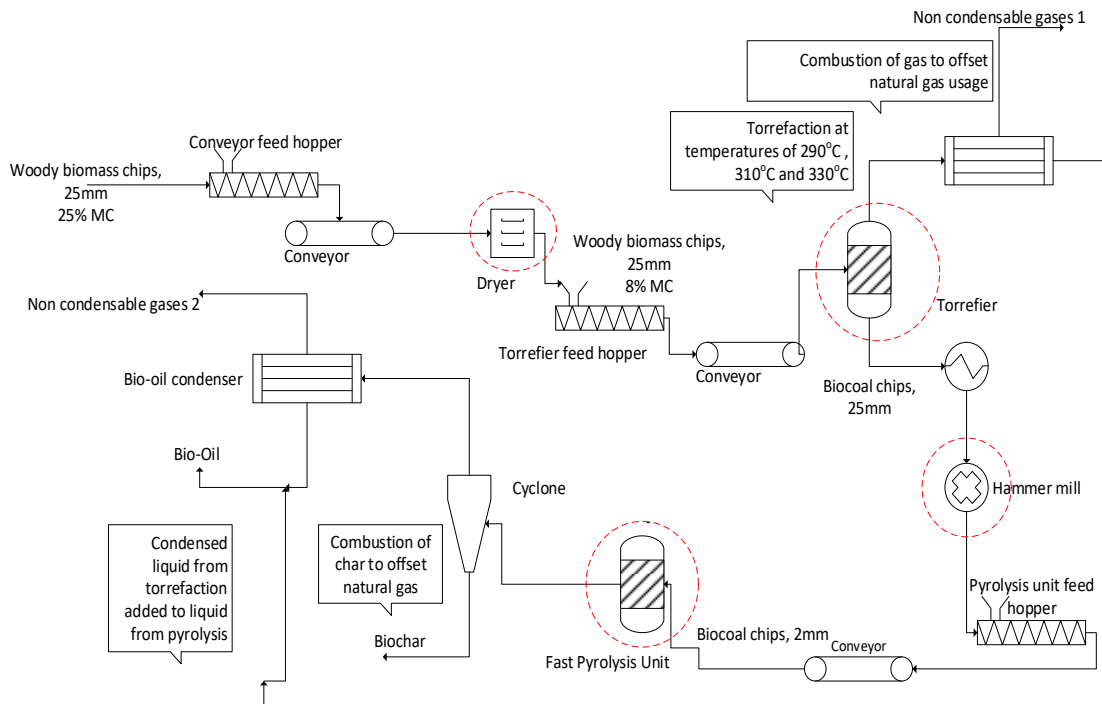 Non condensable gases 1
Combustion of gas to offset
natural gas usage
Torrefaction at
temperatures of 290°C ,
310°C and 330°C
Conveyor feed hopper
Woody biomass chips,
25mm
25% MC
Conveyor
Dryer
Woody biomass chips,
25mm
8% MC
Torrefier feed hopper
Conveyor
Torrefier
Biocoal chips,
25mm
Non condensable gases 2
Bio-oil condenser
Bio-Oil
Cyclone
Hammer mill
Condensed
liquid from
torrefaction
added to liquid
from pyrolysis
Combustion of
char to offset
natural gas
Biochar
Fast Pyrolysis Unit
Biocoal chips, 2mm
Conveyor
Pyrolysis unit feed
hopper